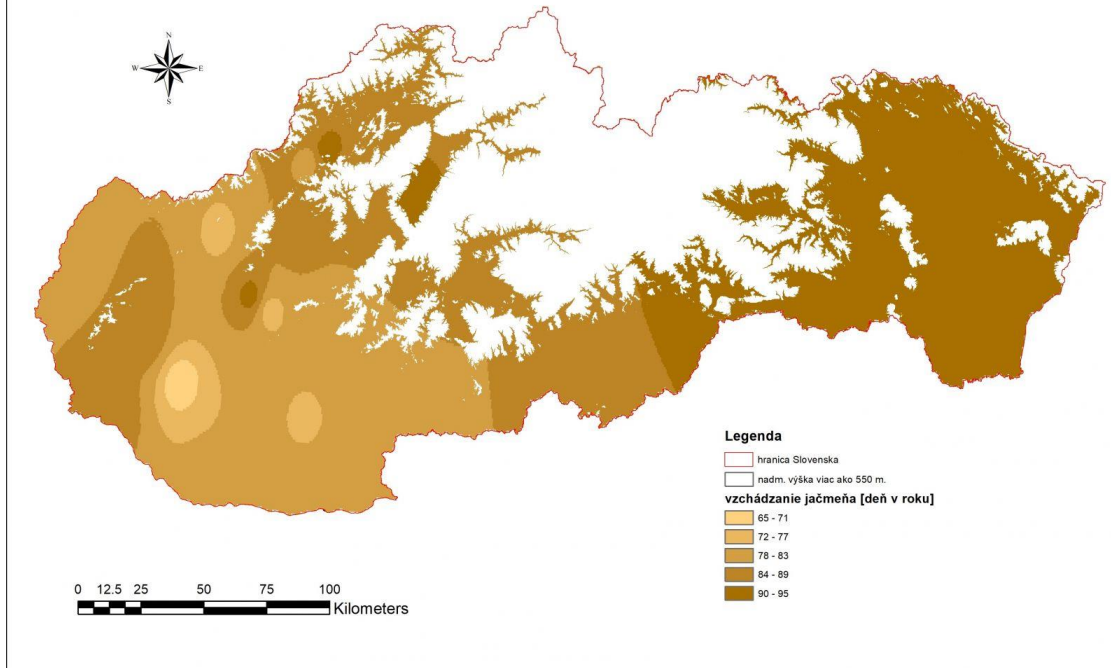 N
W E
S
Legenda
hranica Slovenska
nadm. výška viac ako 550 m.
vzchádzanie jačmeňa [deň v roku]
65 - 71
72 - 77
78 - 83
84 - 89
90 - 95
0 12.5 25 50 75 100
Kilometers